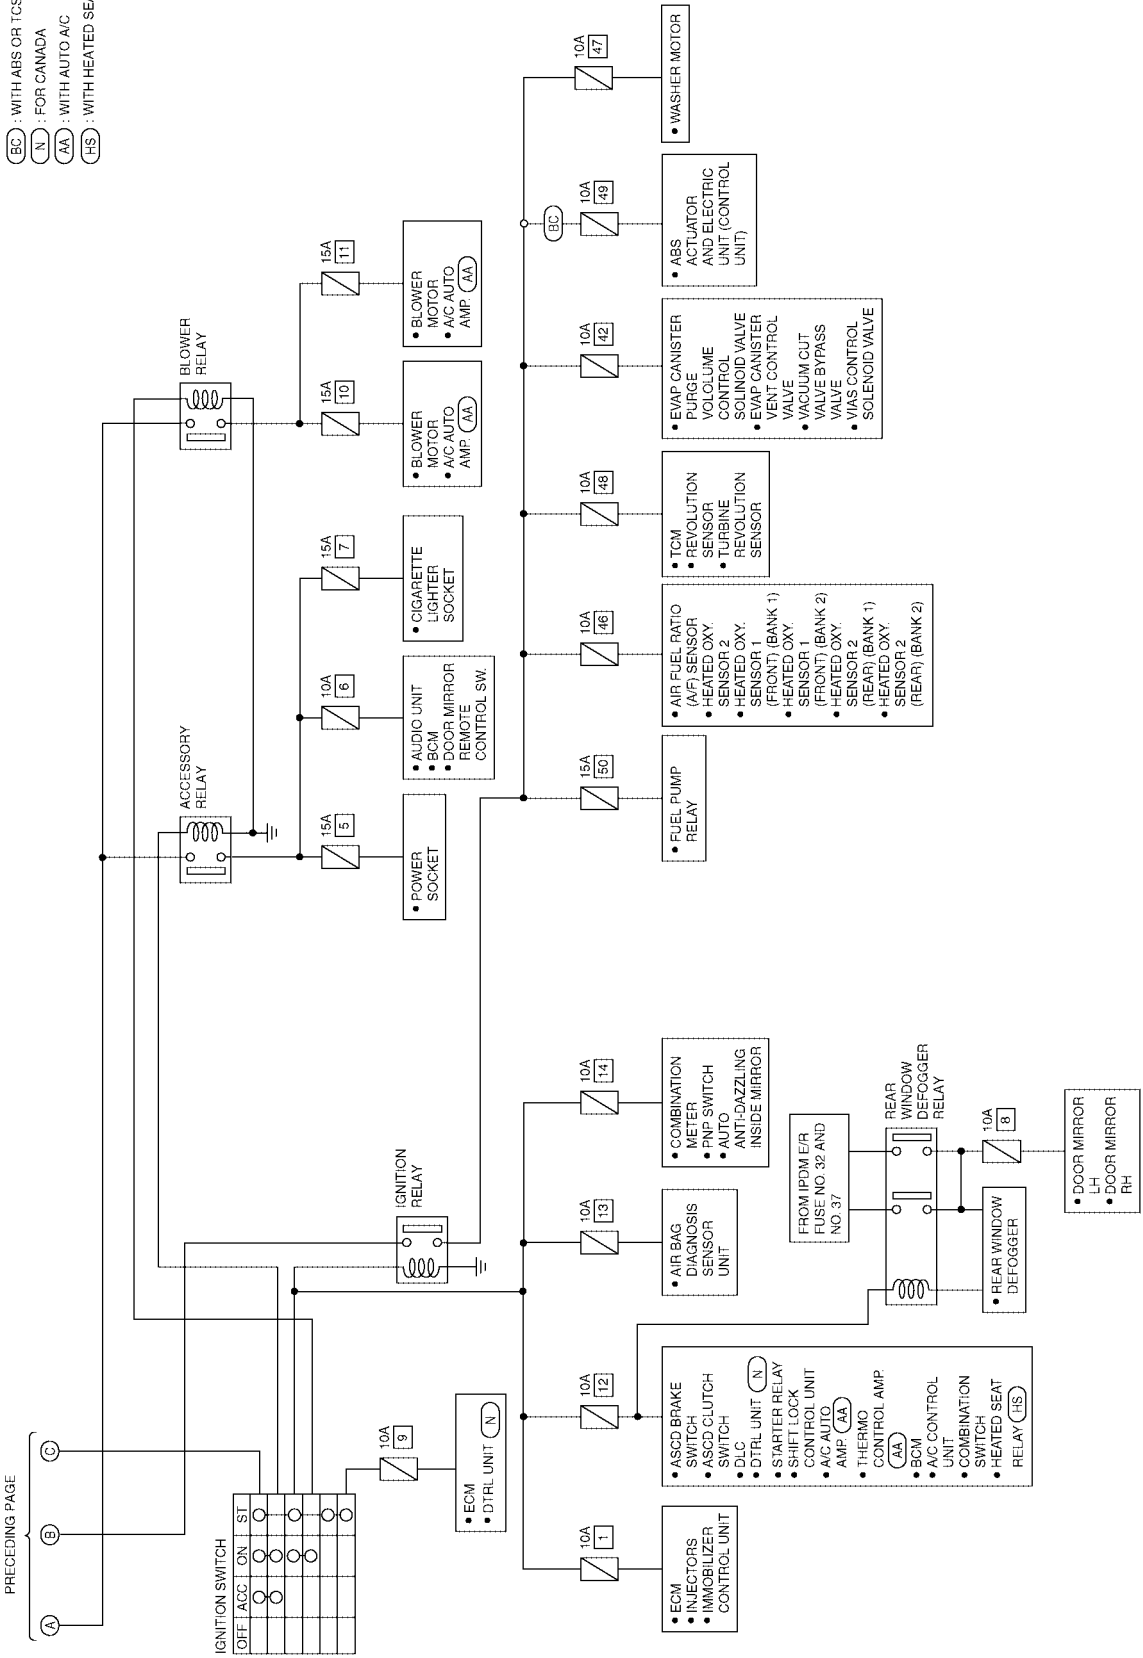 PRECEDING PAGE
A
B
C
BC : WITH ABS OR TCS
N : FOR CANADA
AA : WITH AUTO A/C
HS : WITH HEATED
IGNITION SWITCH
OFF ACC ON ST
10A
9
• ECM
• DTRL UNIT N
IGNITION
RELAY
ACCESSORY
RELAY
BLOWER
RELAY
15A
5
• POWER
SOCKET
10A
6
• AUDIO UNIT
• BCM
• DOOR MIRROR
REMOTE
CONTROL SW.
15A
7
• CIGARETTE
LIGHTER
SOCKET
15A
10
• BLOWER
MOTOR
• A/C AUTO
AMP. AA
15A
11
• BLOWER
MOTOR
• A/C AUTO
AMP. AA
10A
1
• ECM
• INJECTORS
• IMMOBILIZER
CONTROL UNIT
10A
12
• ASCD BRAKE
SWITCH
• ASCD CLUTCH
SWITCH
• DLC
• DTRL UNIT N
• STARTER RELAY
• SHIFT LOCK
CONTROL UNIT
• A/C AUTO
AMP. AA
• THERMO
CONTROL AMP.
AA
• BCM
• A/C CONTROL
UNIT
• COMBINATION
SWITCH
• HEATED SEAT
RELAY HS
10A
13
• AIR BAG
DIAGNOSIS
SENSOR
UNIT
10A
14
• COMBINATION
METER
• PNP SWITCH
• AUTO
ANTI-DAZZLING
INSIDE MIRROR
FROM IPDM E/R
FUSE NO. 32 AND
NO. 37
REAR
WINDOW
DEFOGGER
RELAY
• REAR WINDOW
DEFOGGER
10A
8
• DOOR MIRROR
LH
• DOOR MIRROR
RH
15A
50
• FUEL PUMP
RELAY
10A
46
• AIR FUEL RATIO
(A/F) SENSOR
• HEATED OXY.
SENSOR 2
• HEATED OXY.
SENSOR 1
(FRONT) (BANK 1)
• HEATED OXY.
SENSOR 1
(FRONT) (BANK 2)
• HEATED OXY.
SENSOR 2
(REAR) (BANK 1)
• HEATED OXY.
SENSOR 2
(REAR) (BANK 2)
10A
48
• TCM
• REVOLUTION
SENSOR
• TURBINE
REVOLUTION
SENSOR
10A
42
• EVAP CANISTER
PURGE
VOLOLUME
CONTROL
SOLINOID VALVE
• EVAP CANISTER
VENT CONTROL
VALVE
• VACUUM CUT
VALVE BYPASS
VALVE
• VIAS CONTROL
SOLENOID VALVE
BC
10A
49
• ABS
ACTUATOR
AND ELECTRIC
UNIT (CONTROL
UNIT)
10A
47
• WASHER MOTOR